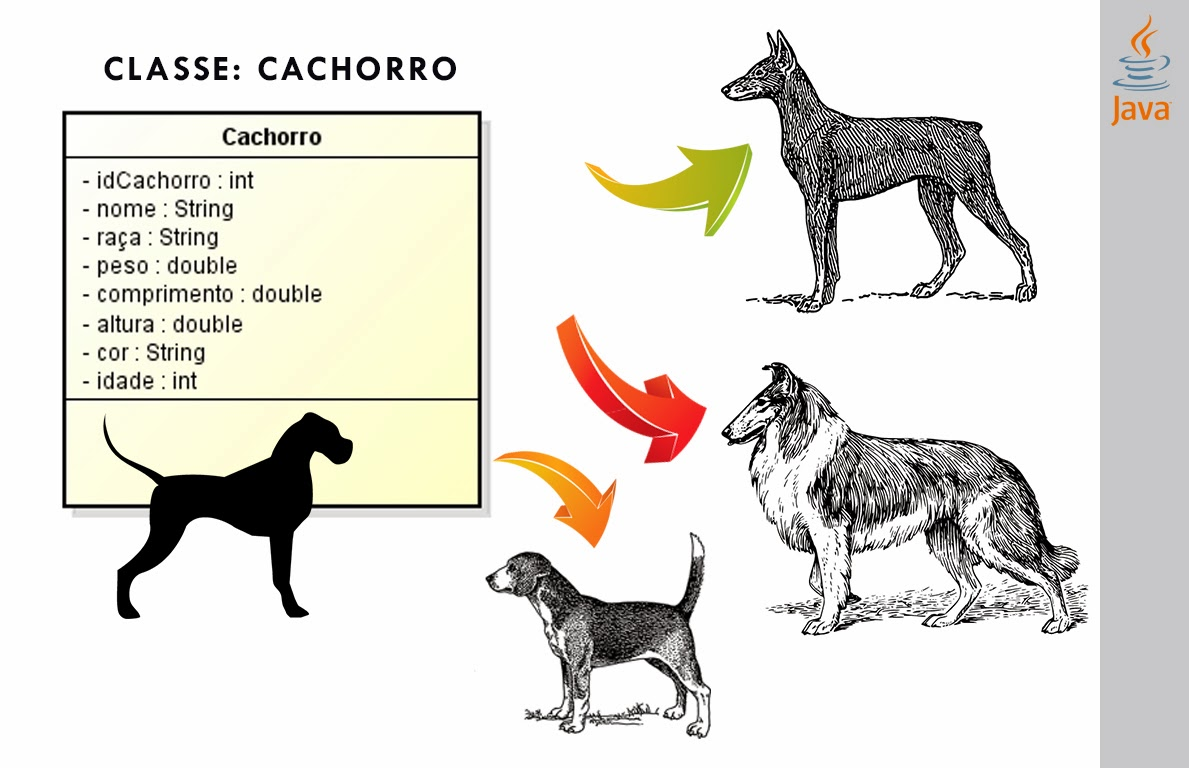 CLASSE: CACHORRO
Java
Cachorro
- idCachorro : int
- nome : String
- raça : String
- peso : double
- comprimento : double
- altura : double
- cor : String
- idade : int